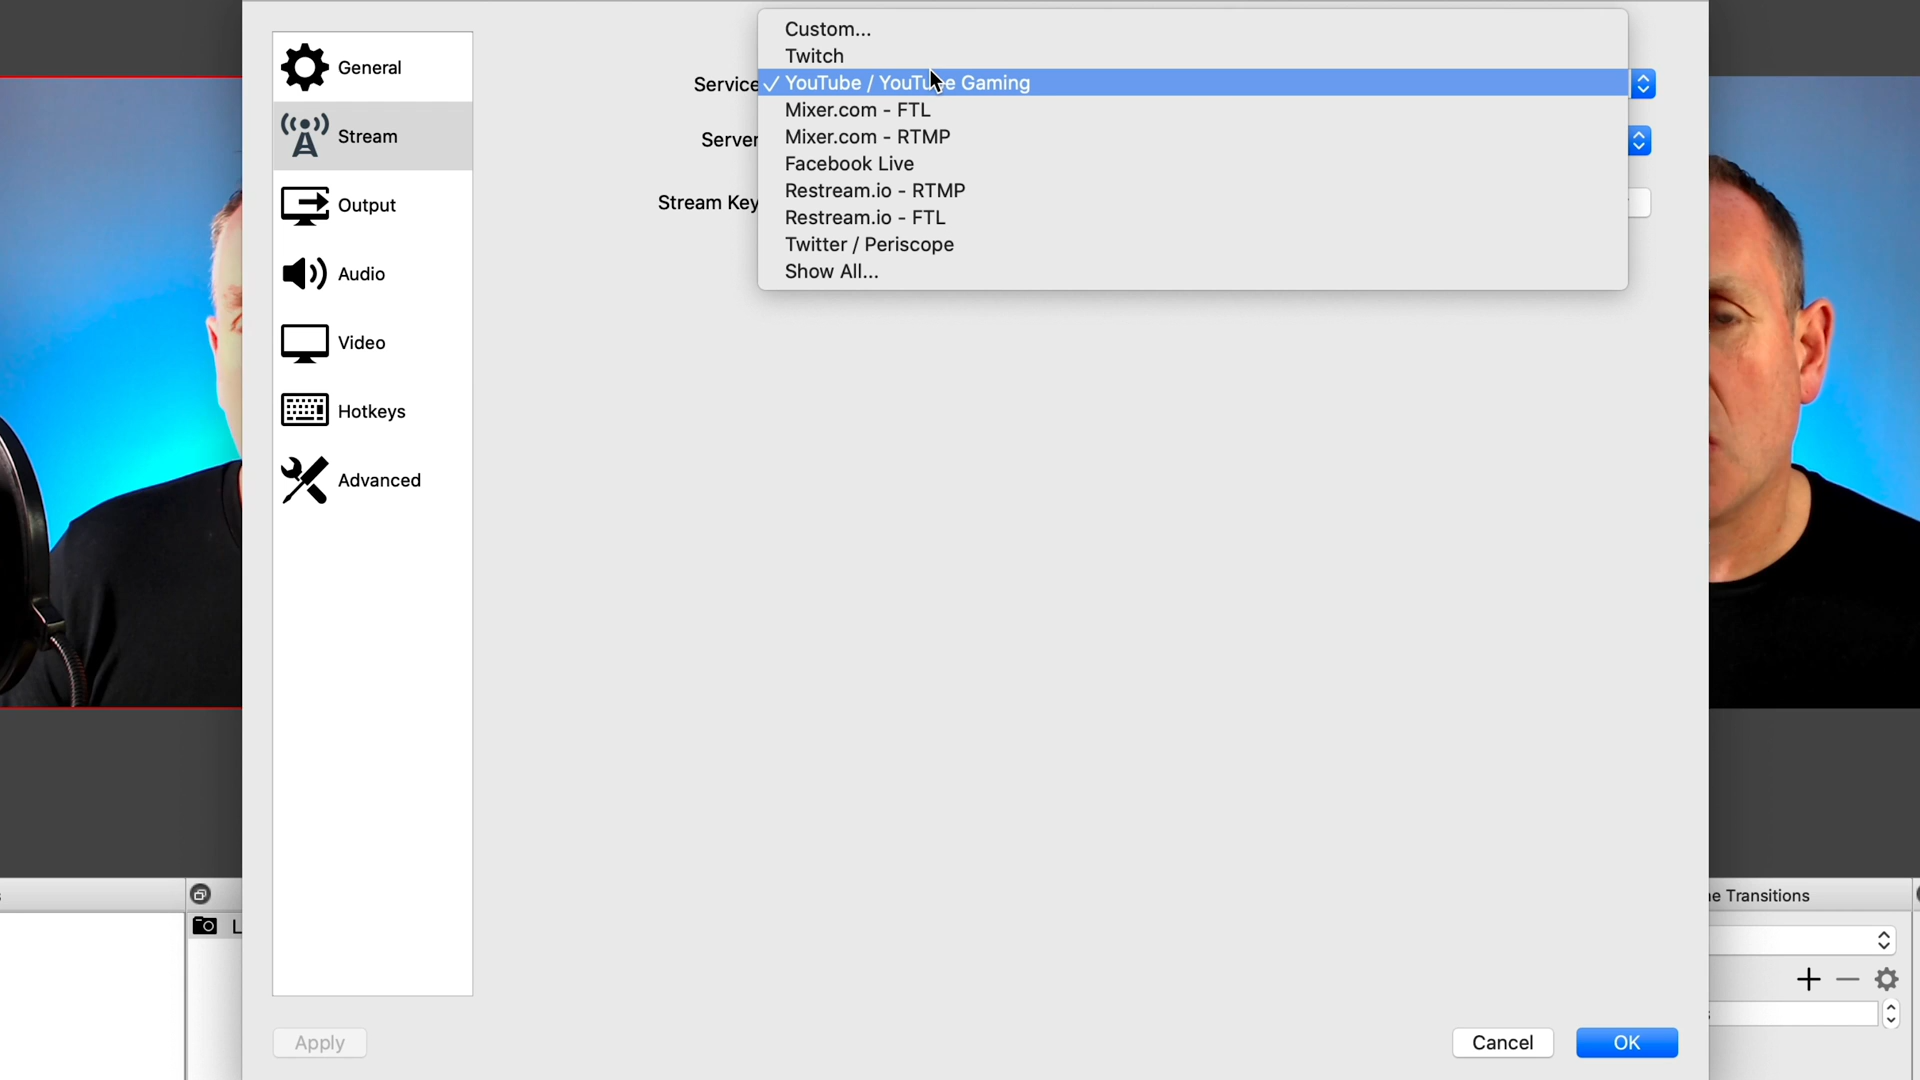 General
Stream
Output
Audio
Video
Hotkeys
Advanced
Service
Server
Stream Key
Custom...
Twitch
✓ YouTube / YouTube Gaming
Mixer.com - FTL
Mixer.com - RTMP
Facebook Live
Restream.io - RTMP
Restream.io - FTL
Twitter / Periscope
Show All...
Transitions
Apply
Cancel
OK